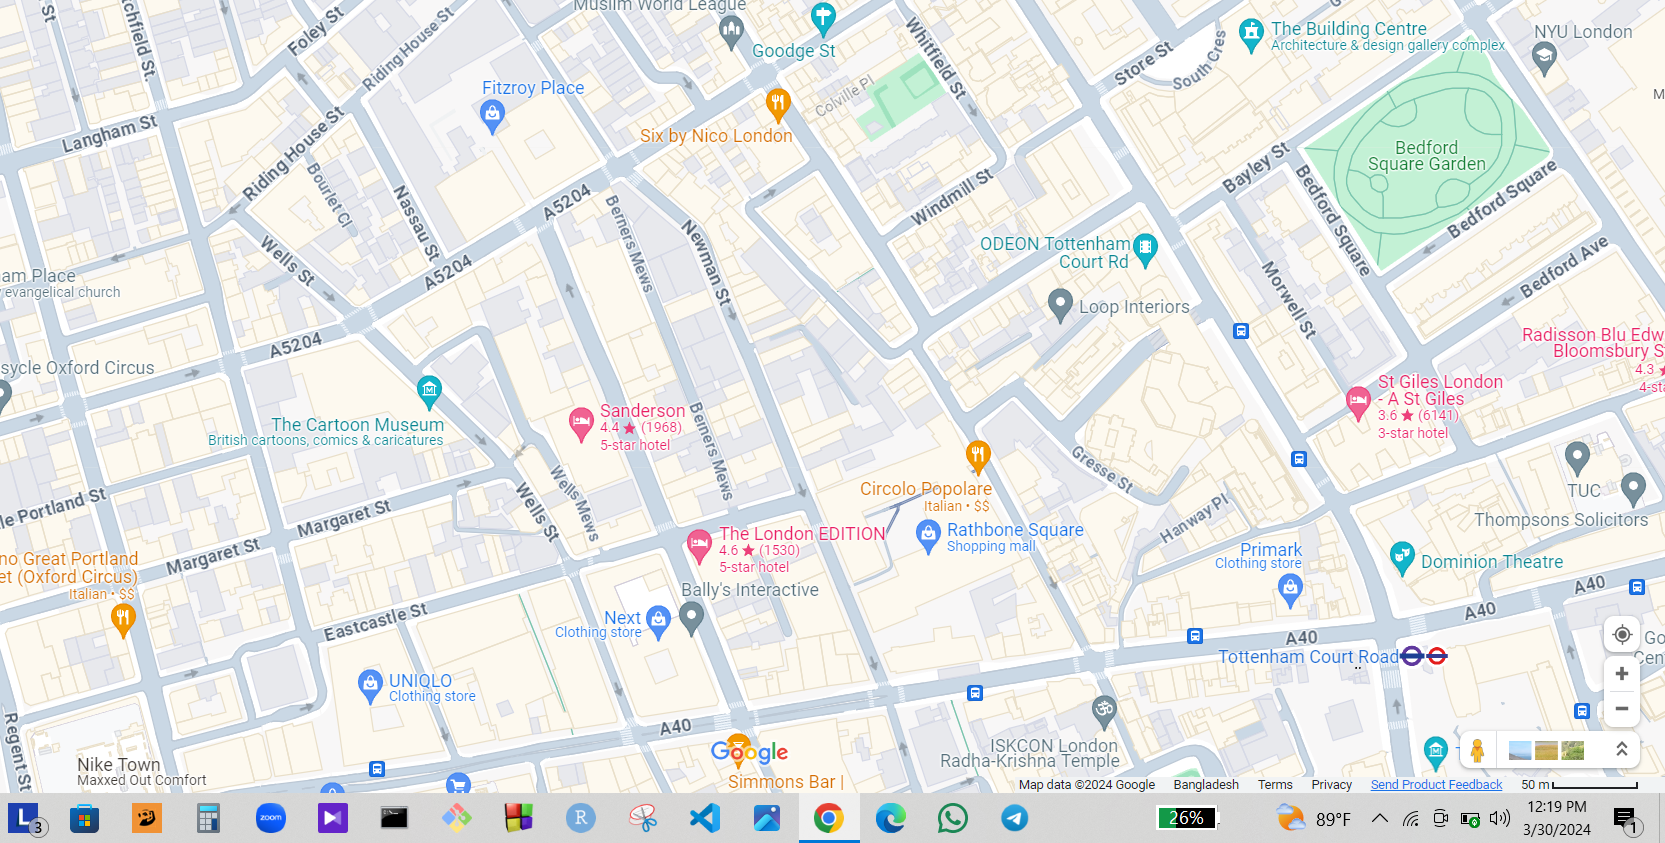 St
tchfield St
Foley St
Riding House St
Muslim World League
Goodge St
Whitfield St
Store St
South Cres
The Building Centre
Architecture & design gallery complex
NYU London
Fitzroy Place
Colville Pl
Six by Nico London
Langham St
Riding House St
Bourlet Cl
Nassau St
Wells St
A5204
A5204
A5204
Berners Mews
Newman St
Windmill St
Bayley St
Bedford
Square Garden
Bedford Square
Bedford Square
Bedford Ave
Morwell St
ODEON Tottenham
Court Rd
Loop Interiors
am Place
evangelical church
sycle Oxford Circus
The Cartoon Museum
British cartoons, comics & caricatures
Sanderson
4.4 ★ (1968)
5-star hotel
Berners Mews
Radisson Blu Edw
Bloomsbury S
4.3 ★
4-sta
St Giles London
- A St Giles
3.6 ★ (6141)
3-star hotel
Gresse St
Circolo Popolare
Italian • $$
Hanway Pl
TUC
Thompsons Solicitors
le Portland St
Margaret St
Margaret St
Wells St
Wells Mews
The London EDITION
4.6 ★ (1530)
5-star hotel
Rathbone Square
Shopping mall
Primark
Clothing store
Dominion Theatre
A40
A40
A40
no Great Portland
et (Oxford Circus)
Italian • $$
Bally's Interactive
Next
Clothing store
Eastcastle St
UNIQLO
Clothing store
Tottenham Court Road
Go
Cen
Regent St
A40
Nike Town
Maxxed Out Comfort
Google
Simmons Bar |
ISKCON London
Radha-Krishna Temple
Map data ©2024 Google
Bangladesh
Terms
Privacy
Send Product Feedback
50 m
L
3
zoom
R
26%
89°F
12:19 PM
3/30/2024
1